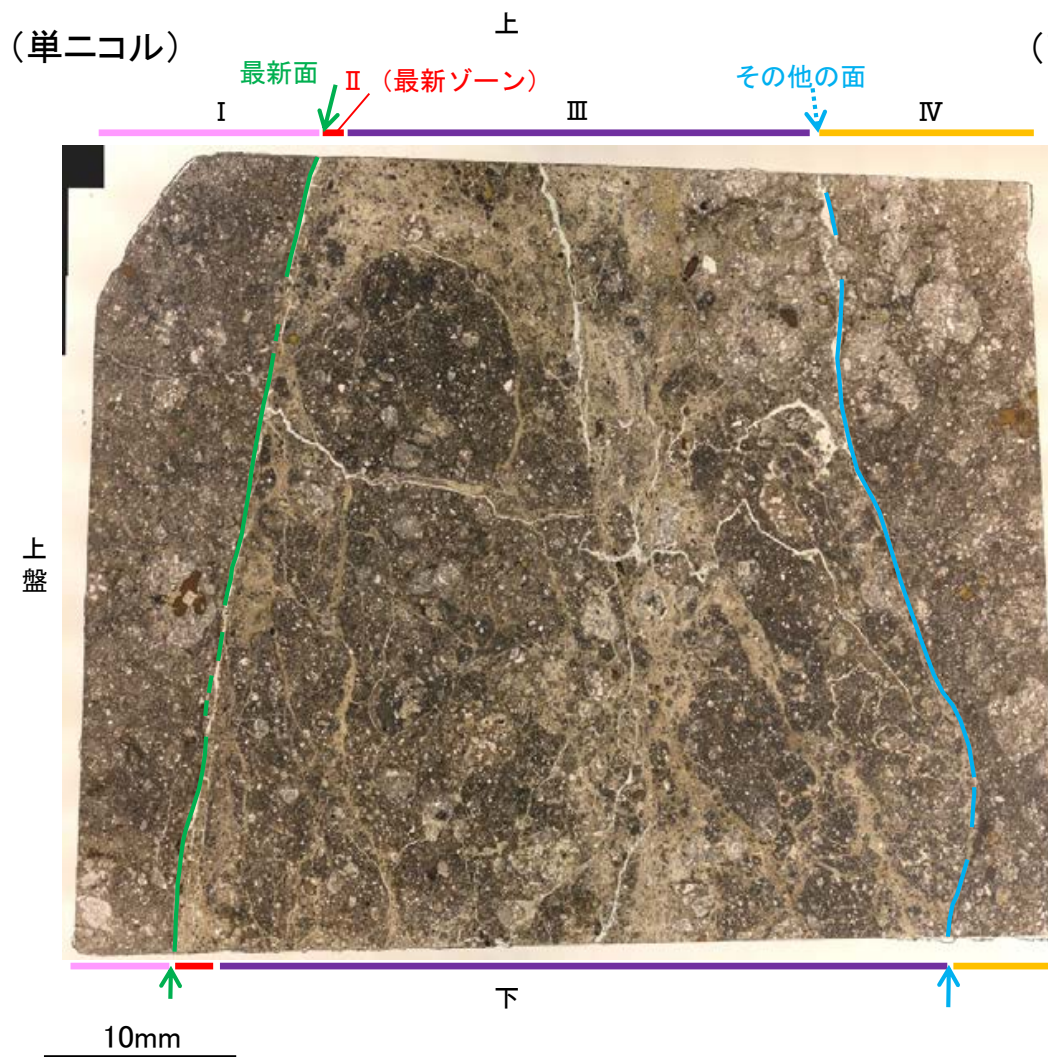 上
（単ニコル）
（
最新面
Ⅱ （最新ゾーン）
その他の面
Ⅰ
Ⅲ
Ⅳ
上
盤
下
10mm